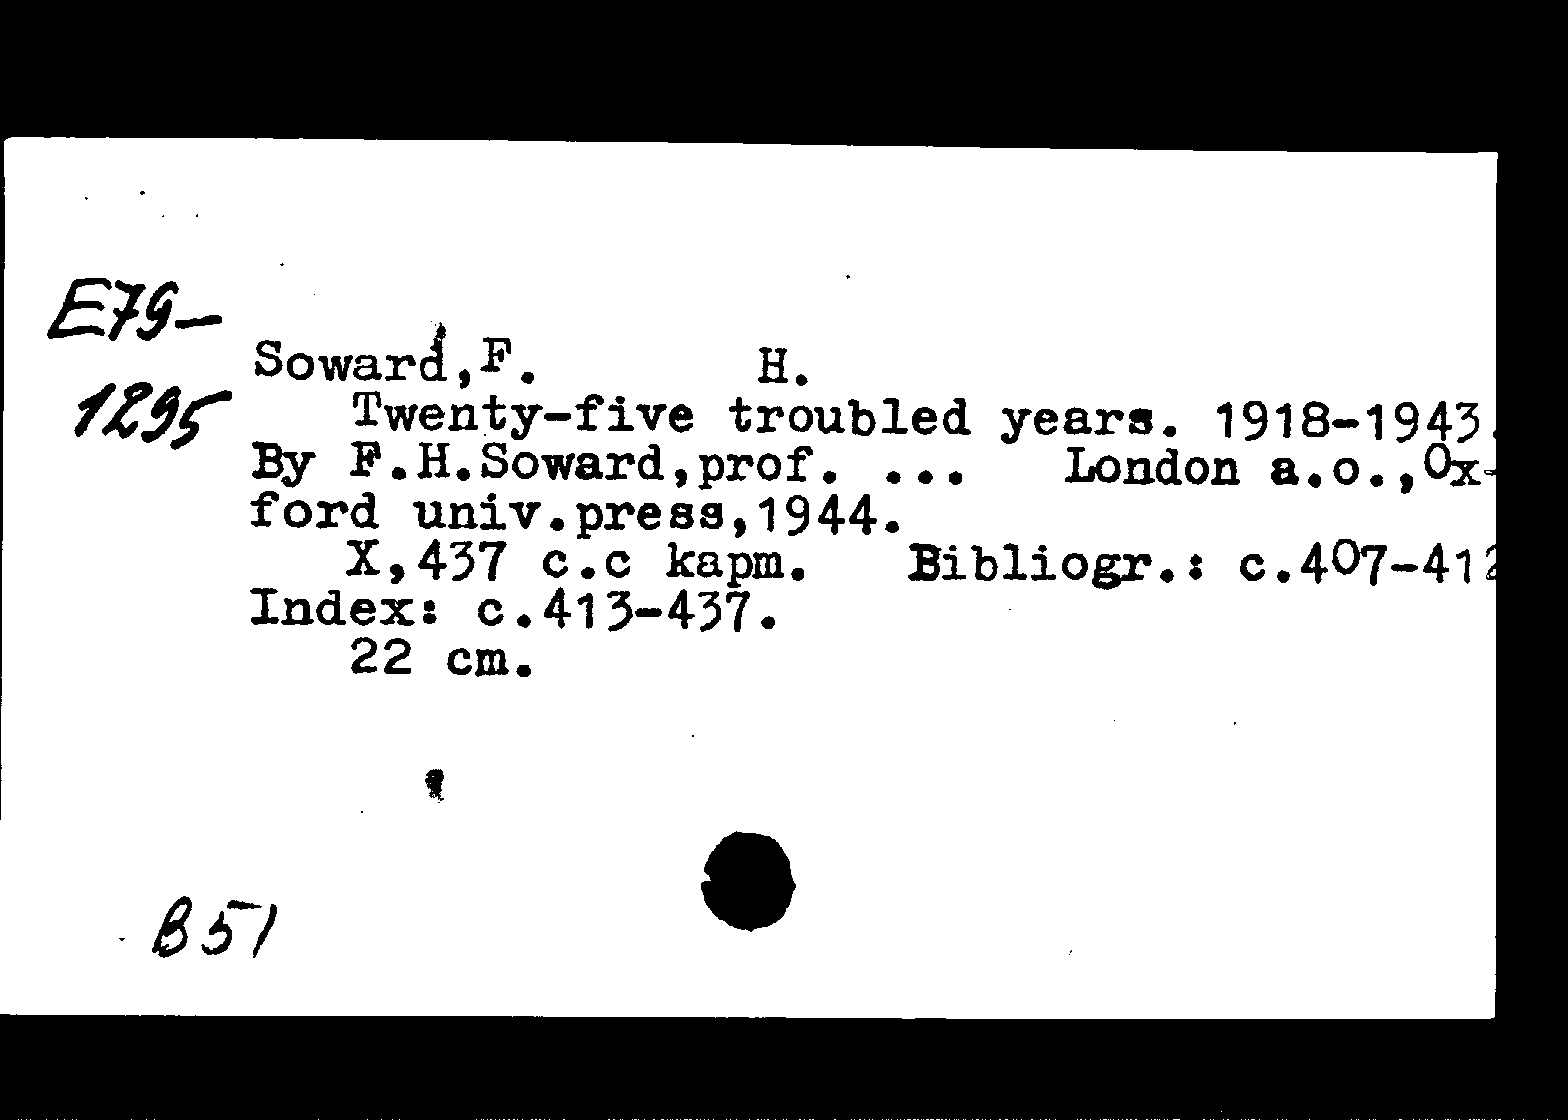 E79-
1295
Soward,F. H.
Twenty-five troubled years. 1918-1943.
By F.H.Soward,prof. ... London a.o.,Ox-
ford univ.press,1944.
X,437 c.c kapm. Bibliogr.: c.407-412
Index: c.413-437.
22 cm.
B51